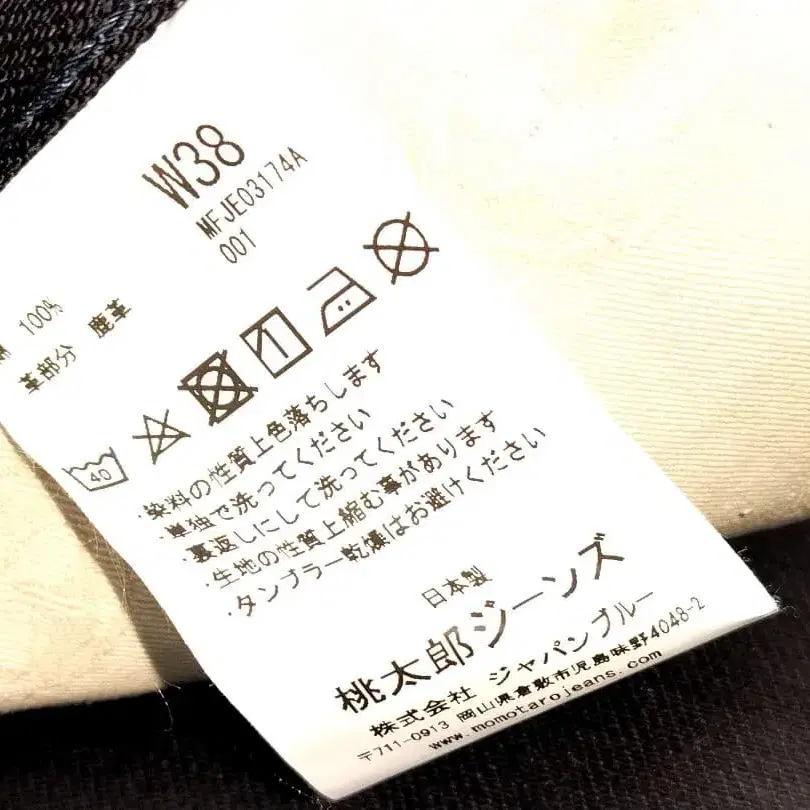 W38
MFJE03174A
001
100%
革部分 鹿革
40
・染料の性質上色落ちします
・単独で洗ってください
・裏返しにして洗ってください
・生地の性質上縮む事があります
・タンブラー乾燥はお避けください
日本製
桃太郎ジーンズ
株式会社 ジャパンブルー
〒711-0913 岡山県倉敷市児島味野4048-2
www.momotarojeans.com